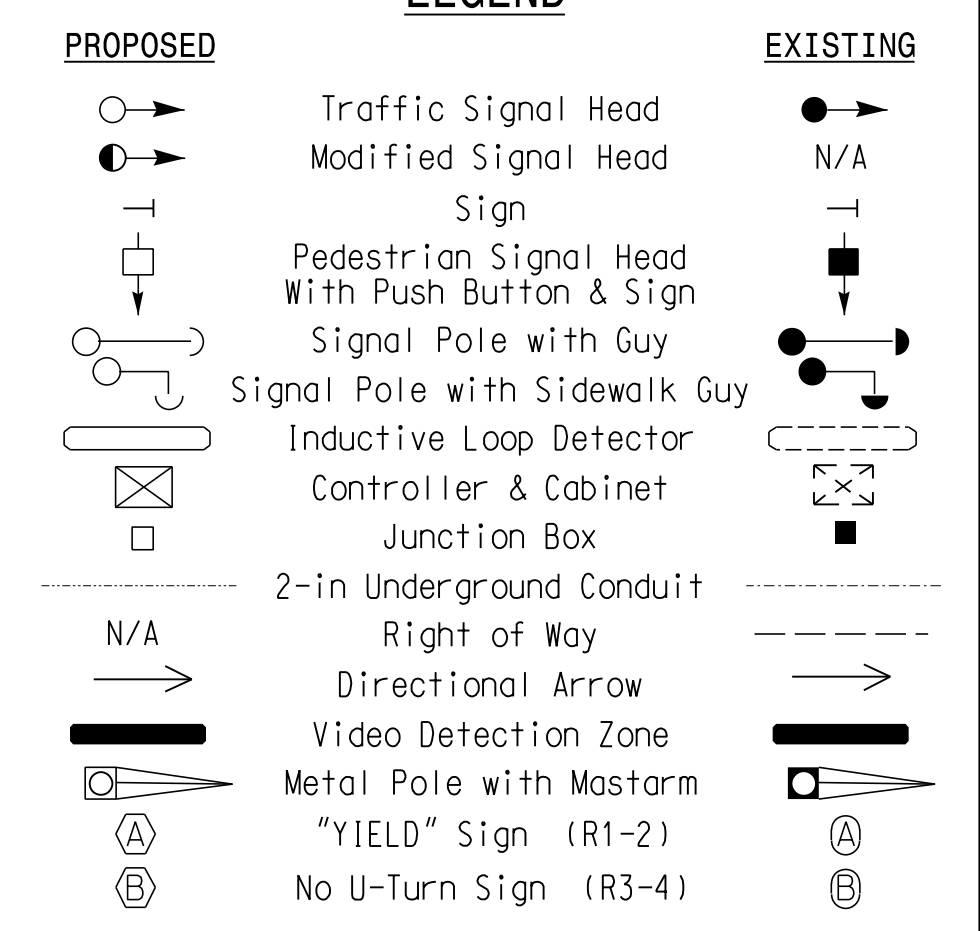 LEGEND
PROPOSED EXISTING
Traffic Signal Head
Modified Signal Head N/A
Sign
Pedestrian Signal Head
With Push Button & Sign
Signal Pole with Guy
Signal Pole with Sidewalk Guy
Inductive Loop Detector
Controller & Cabinet
Junction Box
2-in Underground Conduit
N/A Right of Way
Directional Arrow
Video Detection Zone
Metal Pole with Mastarm
A "YIELD" Sign (R1-2) A
B No U-Turn Sign (R3-4) B